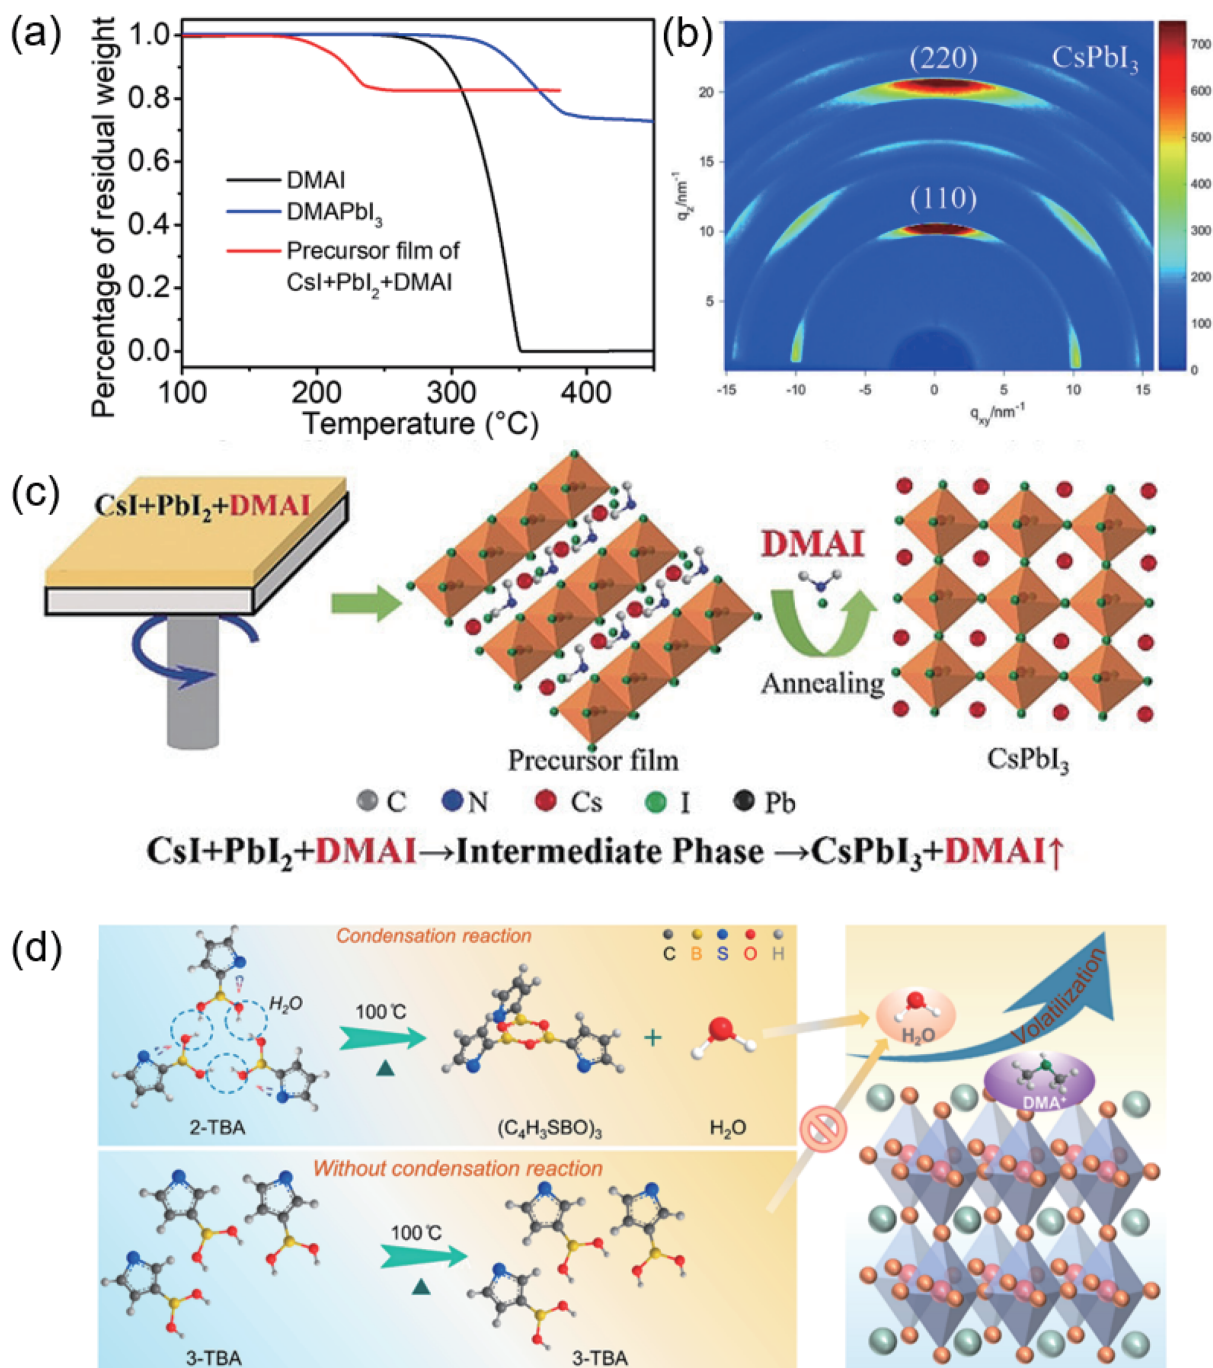 (a)
Percentage of residual weight
1.0
0.8
0.6
0.4
0.2
0.0
DMAI
DMAPbI₃
Precursor film of
CsI+PbI₂+DMAI
100 200 300 400
Temperature (°C)
(b)
CsPbI₃
(220)
(110)
20
15
10
5
q_z/nm⁻¹
-15 -10 -5 0 5 10 15
q_xy/nm⁻¹
700
600
500
400
300
200
100
0
(c)
CsI+PbI₂+DMAI
DMAI
Annealing
Precursor film
CsPbI₃
C N Cs I Pb
CsI+PbI₂+DMAI→Intermediate Phase →CsPbI₃+DMAI↑
(d)
Condensation reaction
C B S O H
H₂O
100℃
+
2-TBA
(C₄H₃SBO)₃
H₂O
Without condensation reaction
100℃
3-TBA
3-TBA
Volatilization
H₂O
DMA⁺